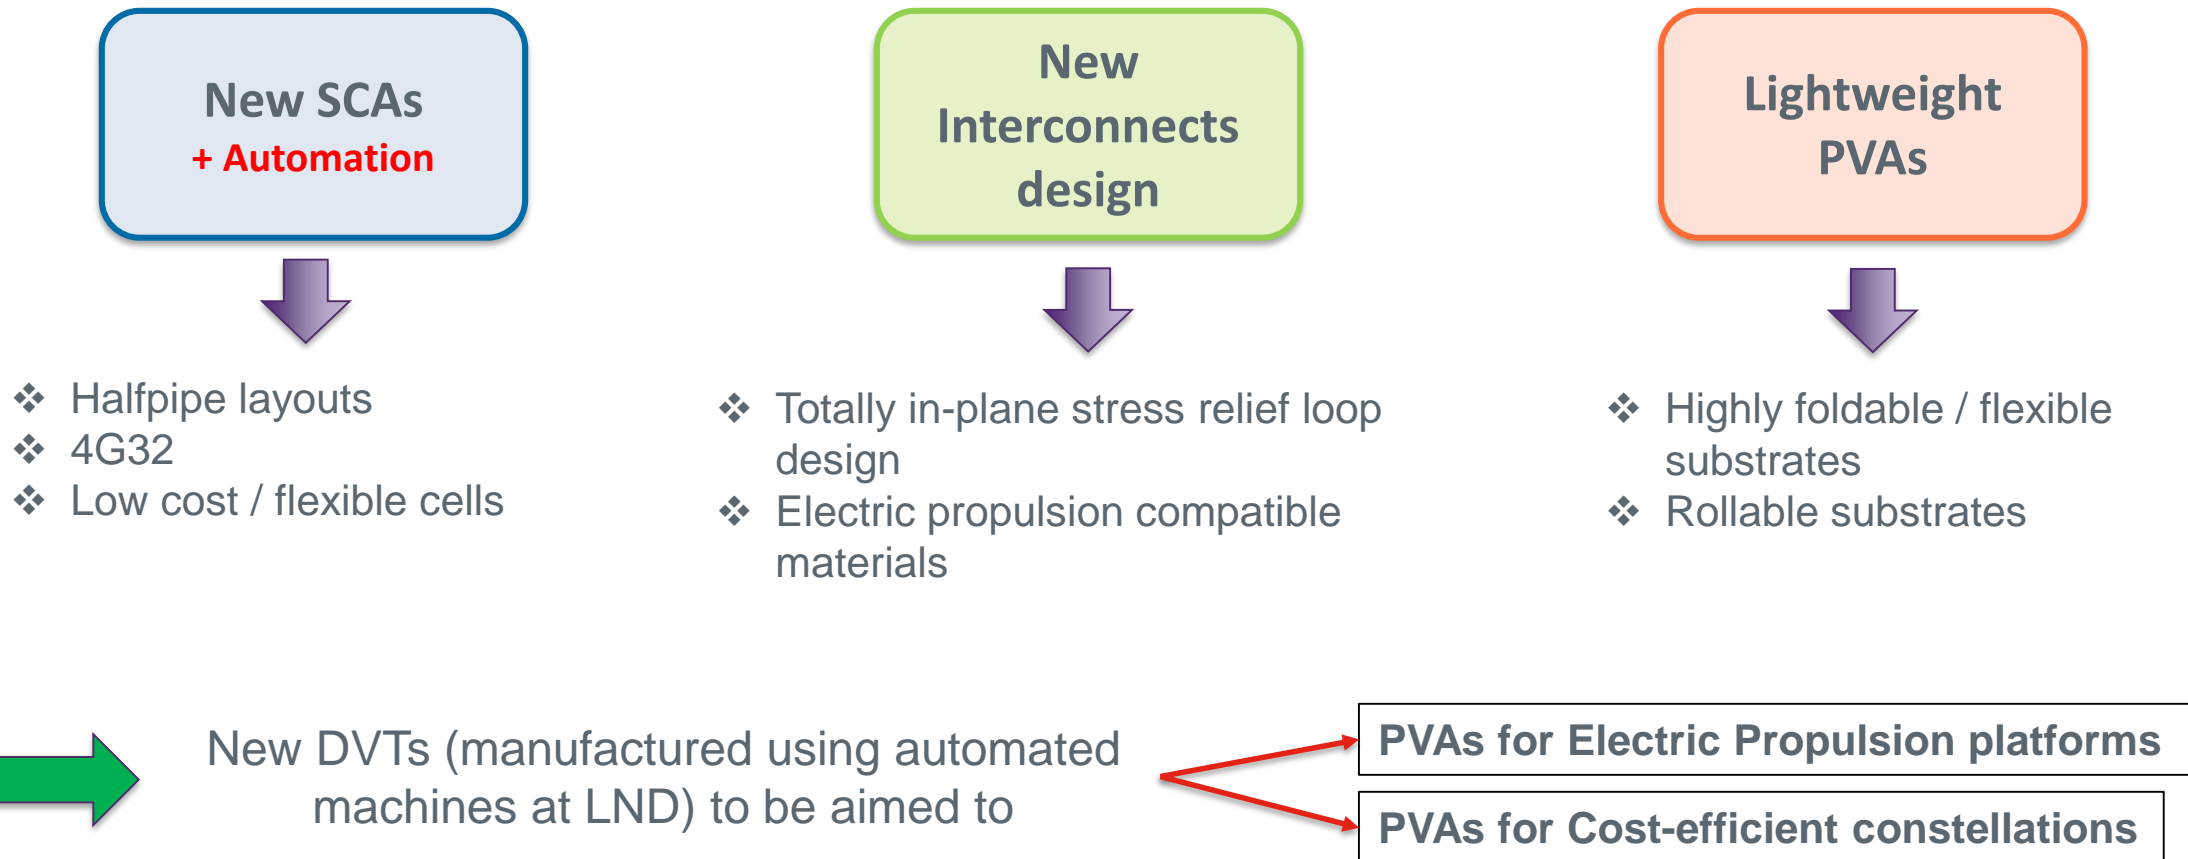 New SCAs
+ Automation
❖ Halfpipe layouts
❖ 4G32
❖ Low cost / flexible cells
New
Interconnects
design
❖ Totally in-plane stress relief loop
design
❖ Electric propulsion compatible
materials
Lightweight
PVAs
❖ Highly foldable / flexible
substrates
❖ Rollable substrates
New DVTs (manufactured using automated
machines at LND) to be aimed to
PVAs for Electric Propulsion platforms
PVAs for Cost-efficient constellations